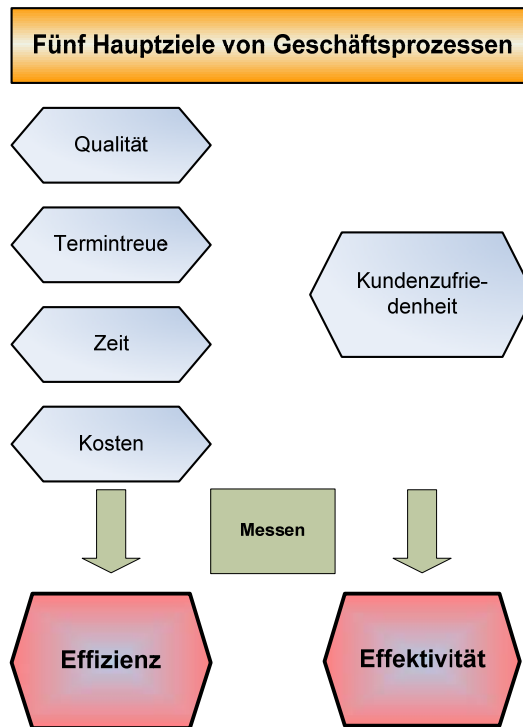 Fünf Hauptziele von Geschäftsprozessen
Qualität
Termintreue
Zeit
Kosten
Kundenzufrie-
denheit
Messen
Effizienz
Effektivität